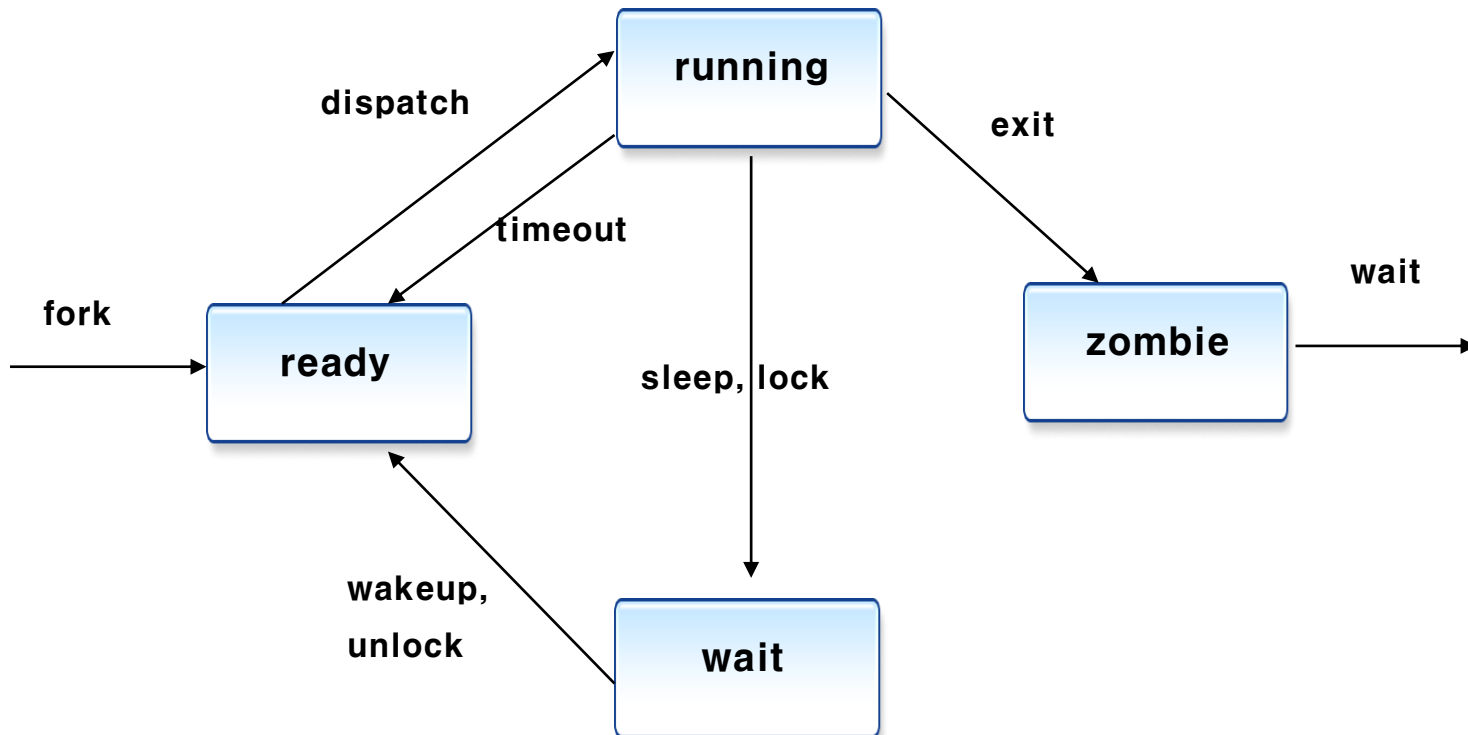 running
dispatch
exit
timeout
wait
fork
zombie
ready
sleep, lock
wakeup,
unlock
wait